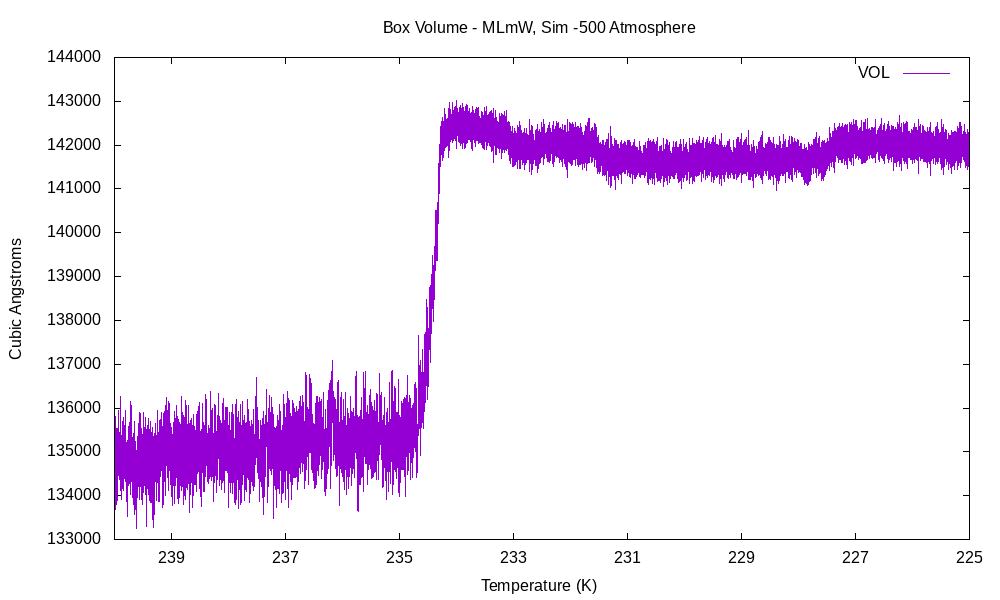 Box Volume - MLmW, Sim -500 Atmosphere
VOL
144000
143000
142000
141000
140000
139000
138000
137000
136000
135000
134000
133000
Cubic Angstroms
239 237 235 233 231 229 227 225
Temperature (K)